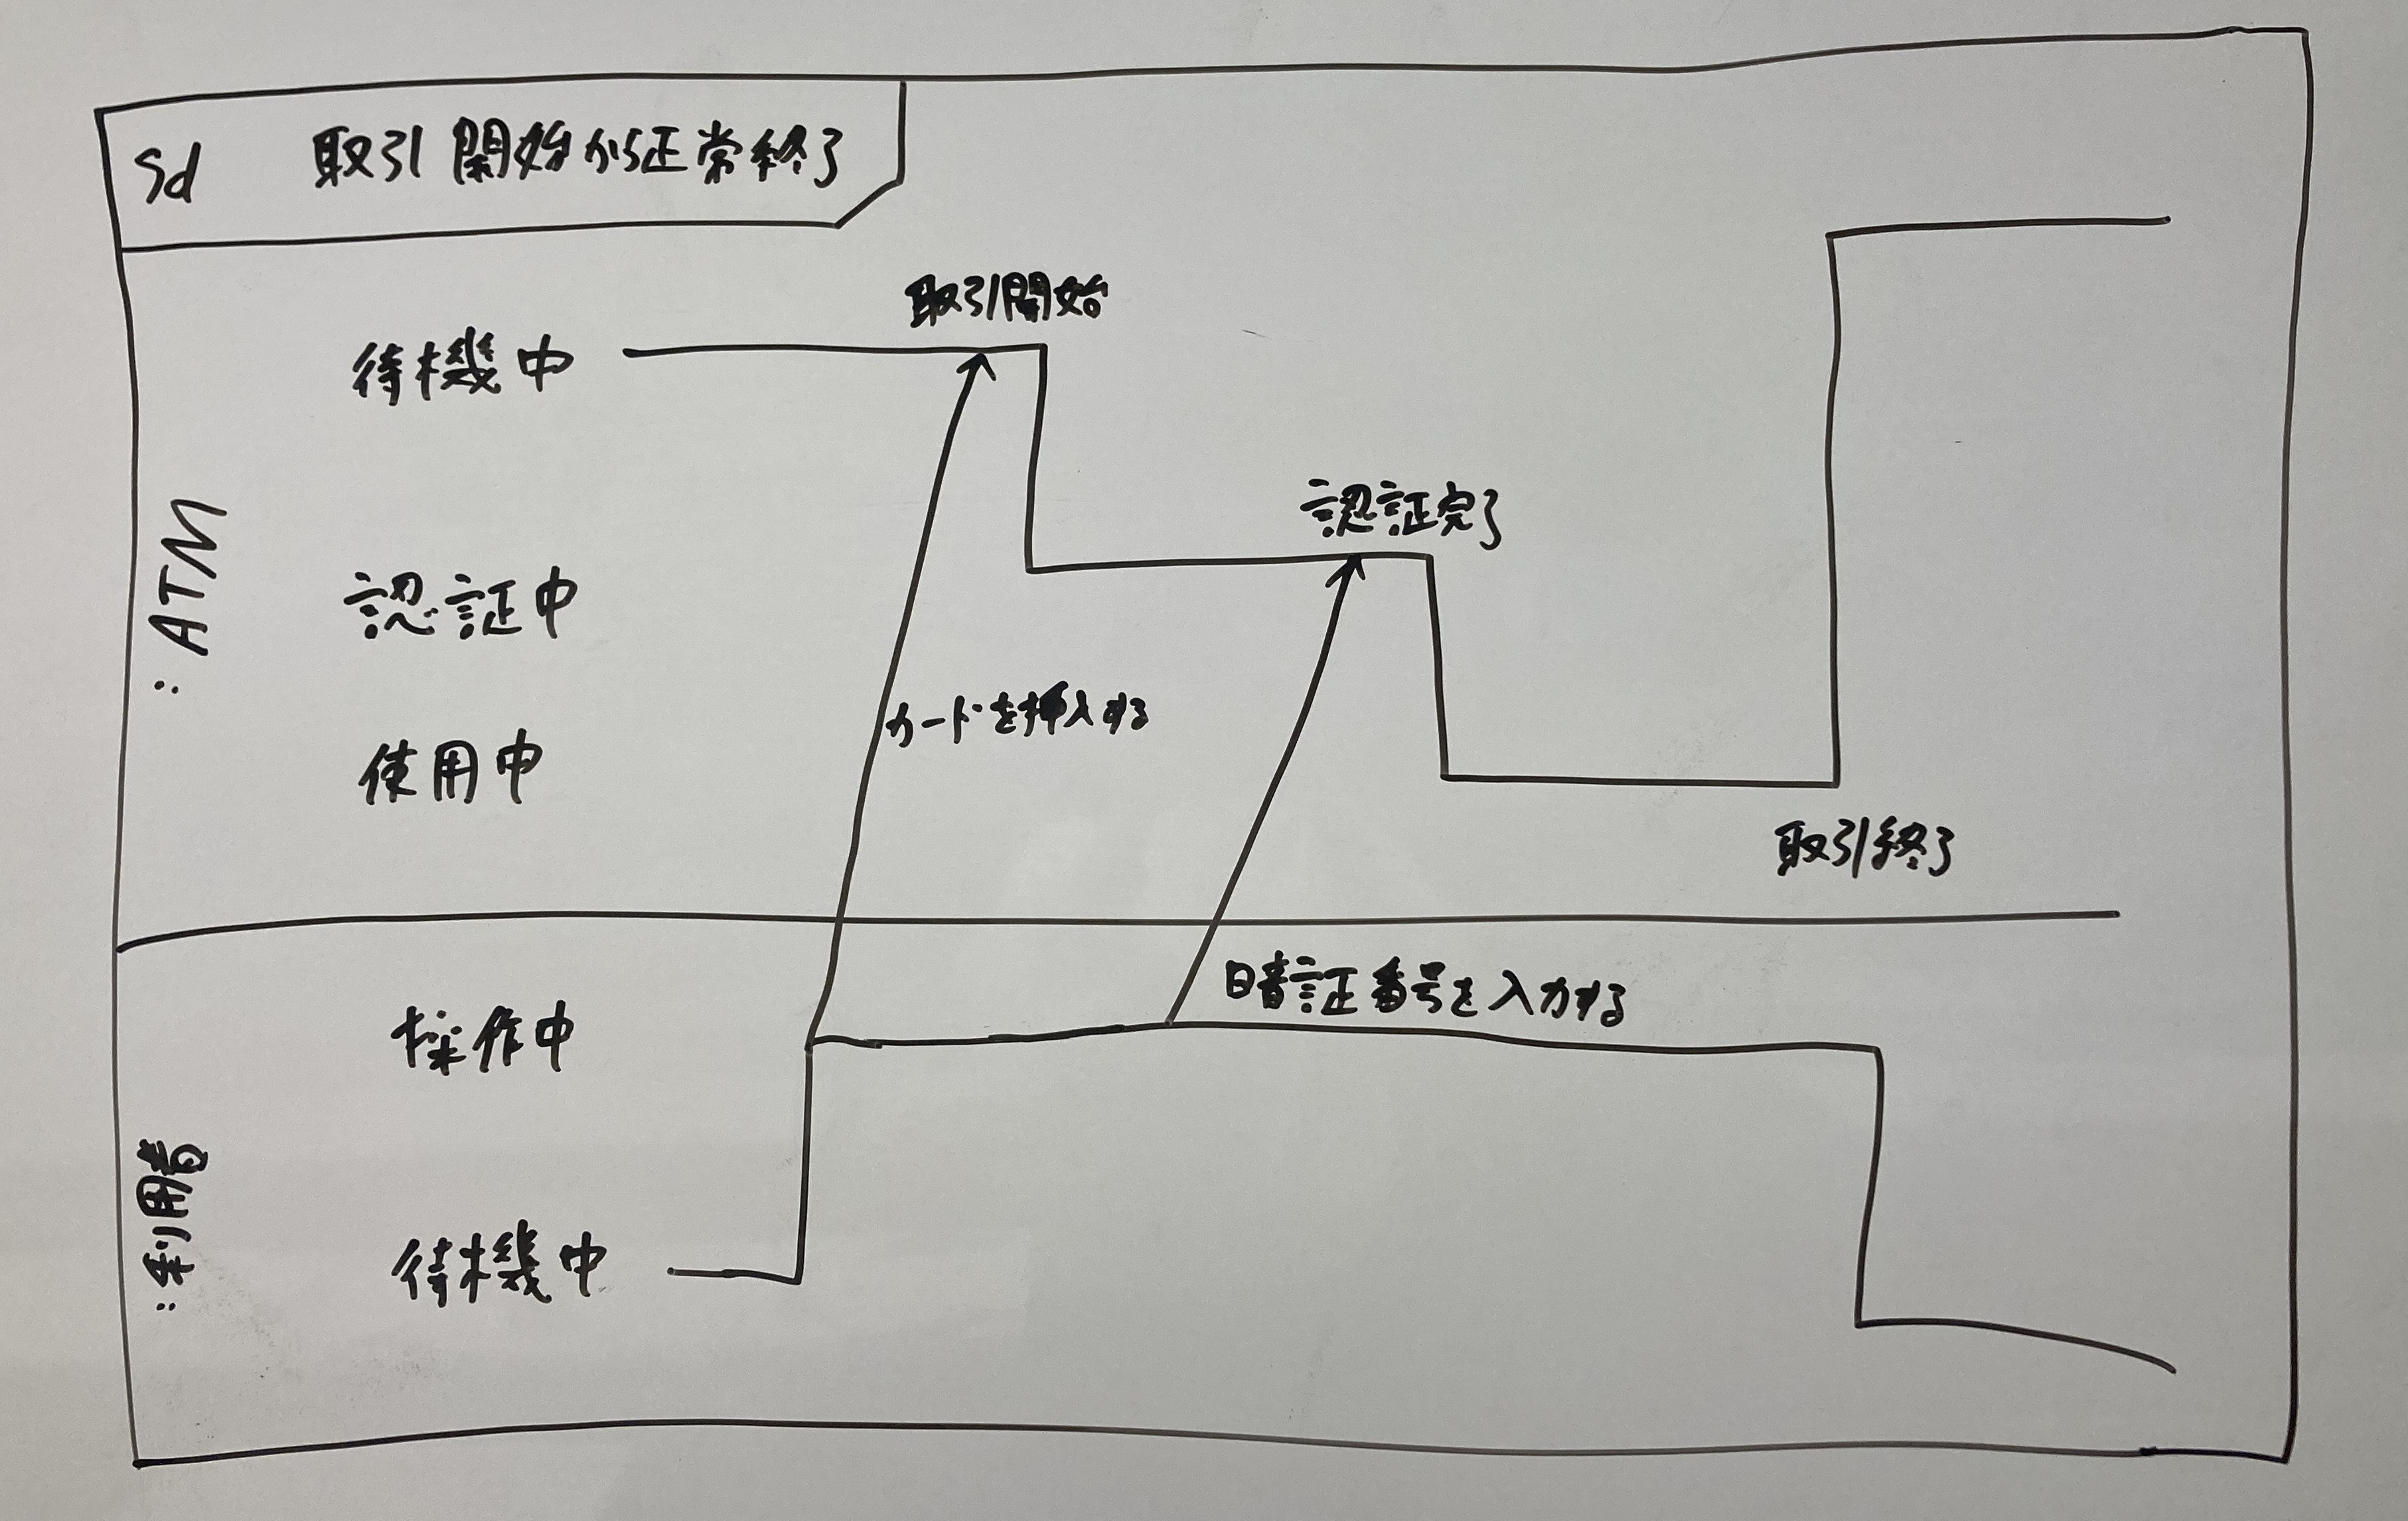 sd 取引開始から正常終了
取引開始
待機中
認証完了
:ATM
認証中
カードを挿入する
使用中
取引終了
暗証番号を入力する
操作中
:利用者
待機中